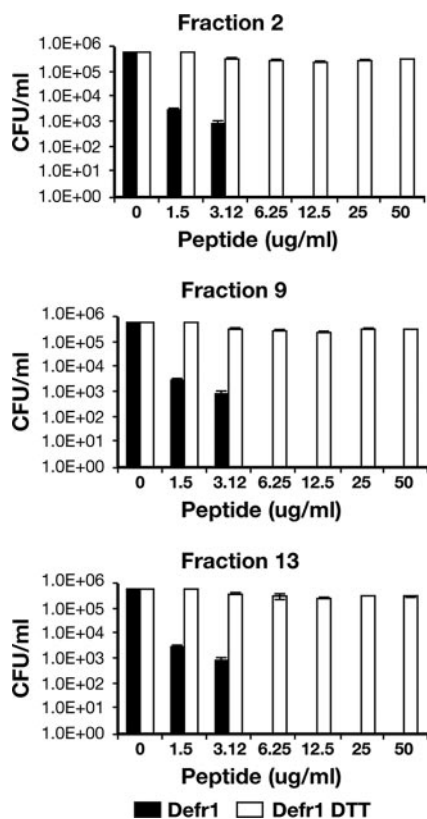 Fraction 2
CFU/ml
1.0E+06
1.0E+05
1.0E+04
1.0E+03
1.0E+02
1.0E+01
1.0E+00
0 1.5 3.12 6.25 12.5 25 50
Peptide (ug/ml)
Fraction 9
CFU/ml
1.0E+06
1.0E+05
1.0E+04
1.0E+03
1.0E+02
1.0E+01
1.0E+00
0 1.5 3.12 6.25 12.5 25 50
Peptide (ug/ml)
Fraction 13
CFU/ml
1.0E+06
1.0E+05
1.0E+04
1.0E+03
1.0E+02
1.0E+01
1.0E+00
0 1.5 3.12 6.25 12.5 25 50
Peptide (ug/ml)
Defr1 Defr1 DTT